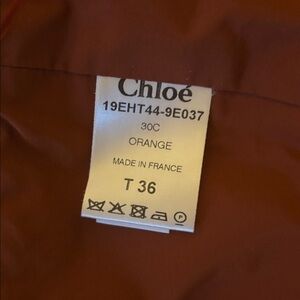 Chloé
19EHT44-9E037
30C
ORANGE
MADE IN FRANCE
T 36
P